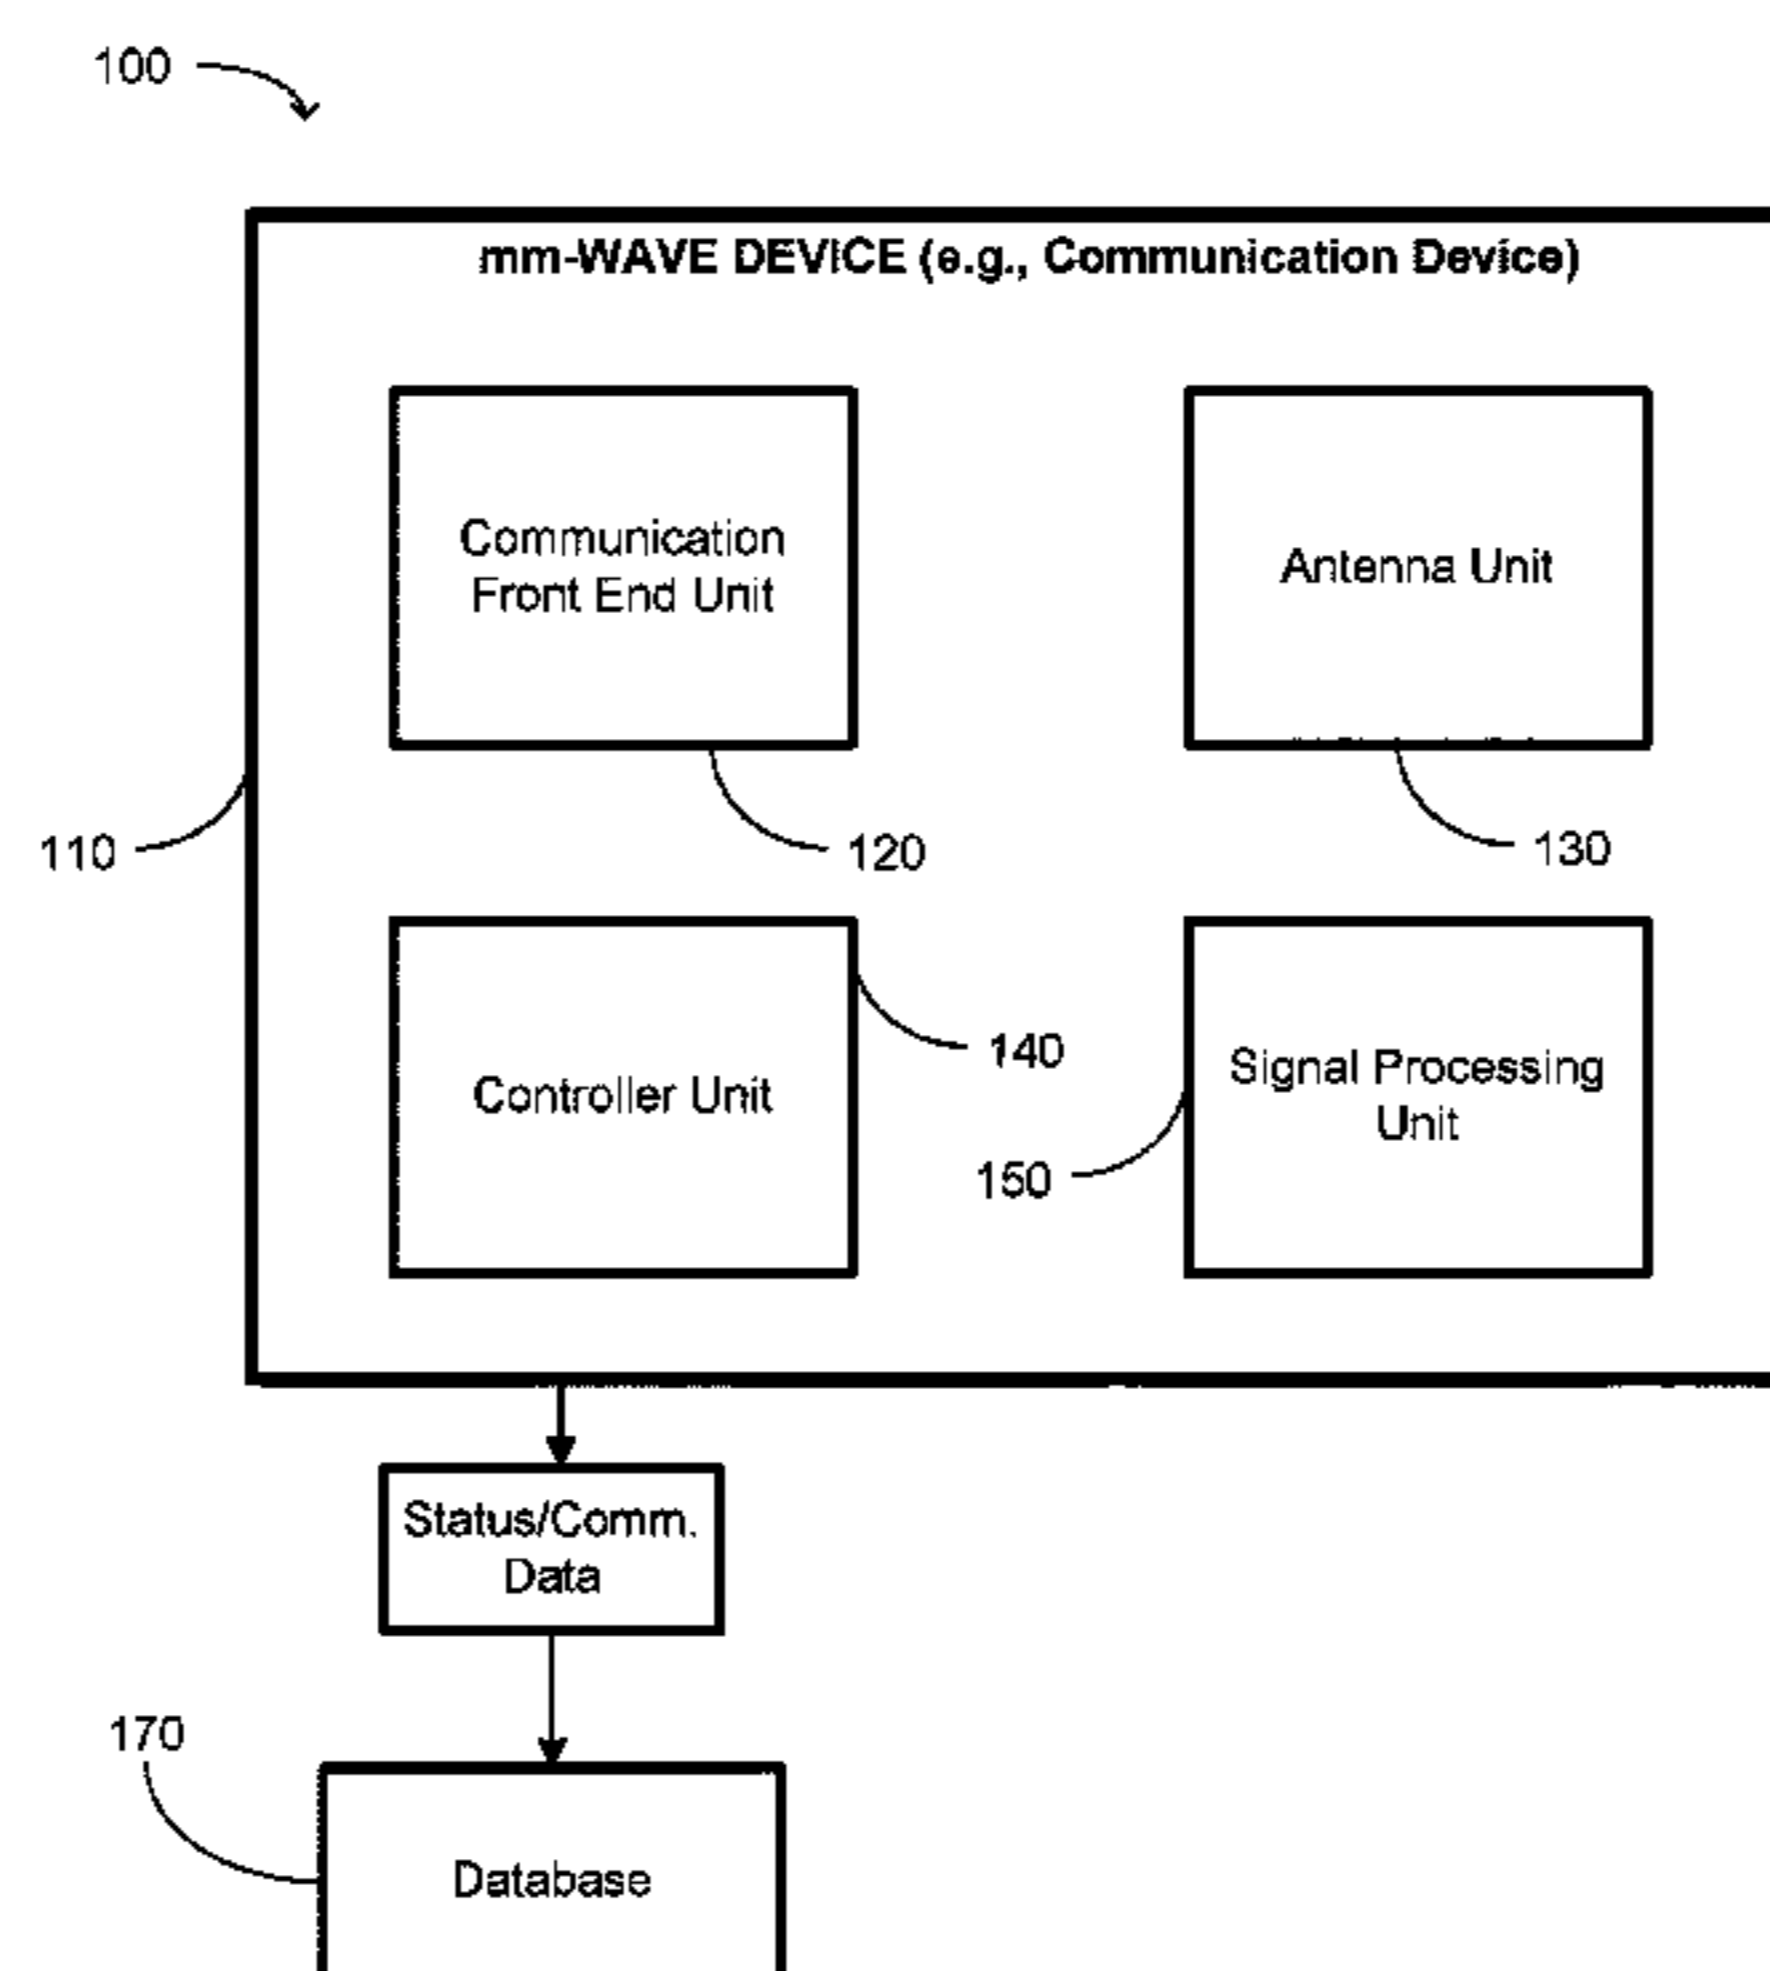 100
mm-WAVE DEVICE (e.g., Communication Device)
Communication
Front End Unit
Antenna Unit
110
120
130
Controller Unit
140
Signal Processing
Unit
150
Status/Comm.
Data
170
Database